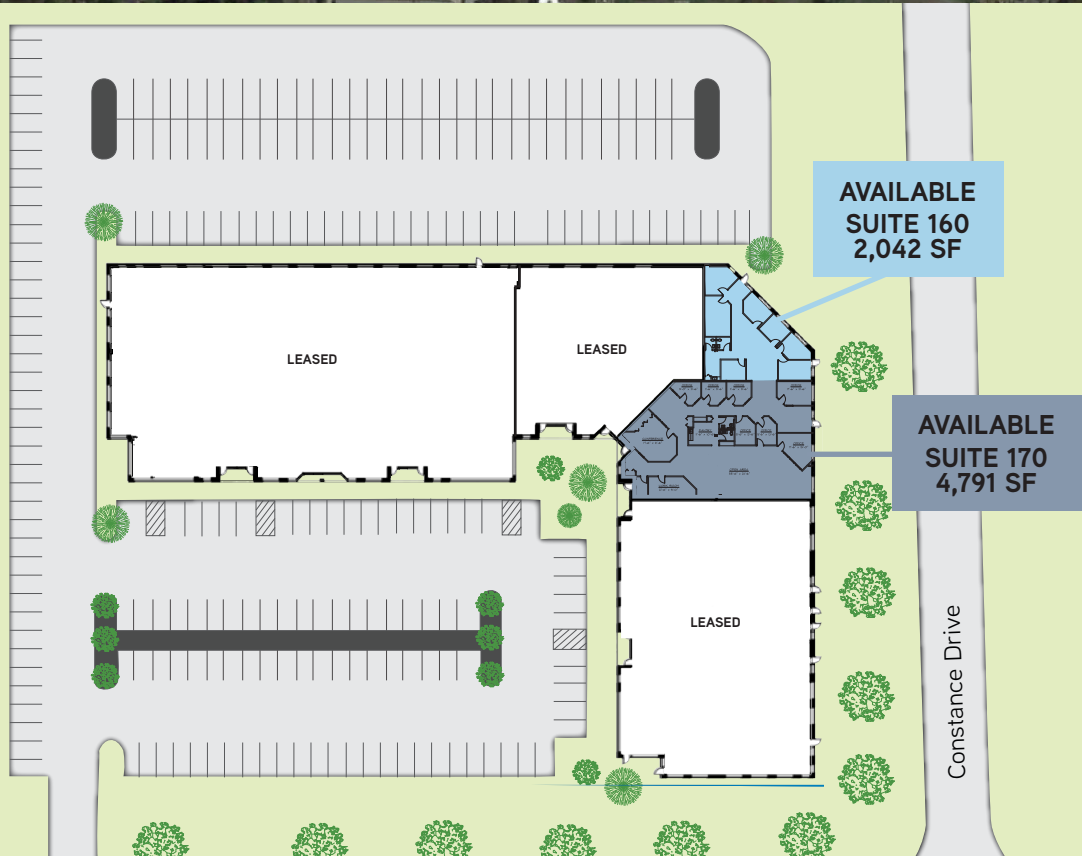 AVAILABLE
SUITE 160
2,042 SF
LEASED
LEASED
AVAILABLE
SUITE 170
4,791 SF
LEASED
Constance Drive